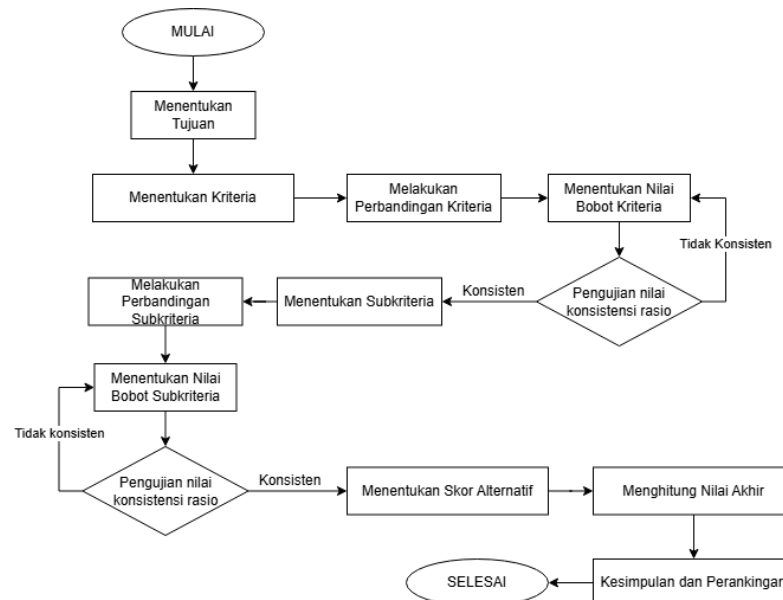 MULAI
Menentukan
Tujuan
Menentukan Kriteria
Melakukan
Perbandingan Kriteria
Menentukan Nilai
Bobot Kriteria
Tidak Konsisten
Pengujian nilai
konsistensi rasio
Konsisten
Menentukan Subkriteria
Melakukan
Perbandingan
Subkriteria
Menentukan Nilai
Bobot Subkriteria
Tidak konsisten
Pengujian nilai
konsistensi rasio
Konsisten
Menentukan Skor Alternatif
Menghitung Nilai Akhir
Kesimpulan dan Perankingan
SELESAI